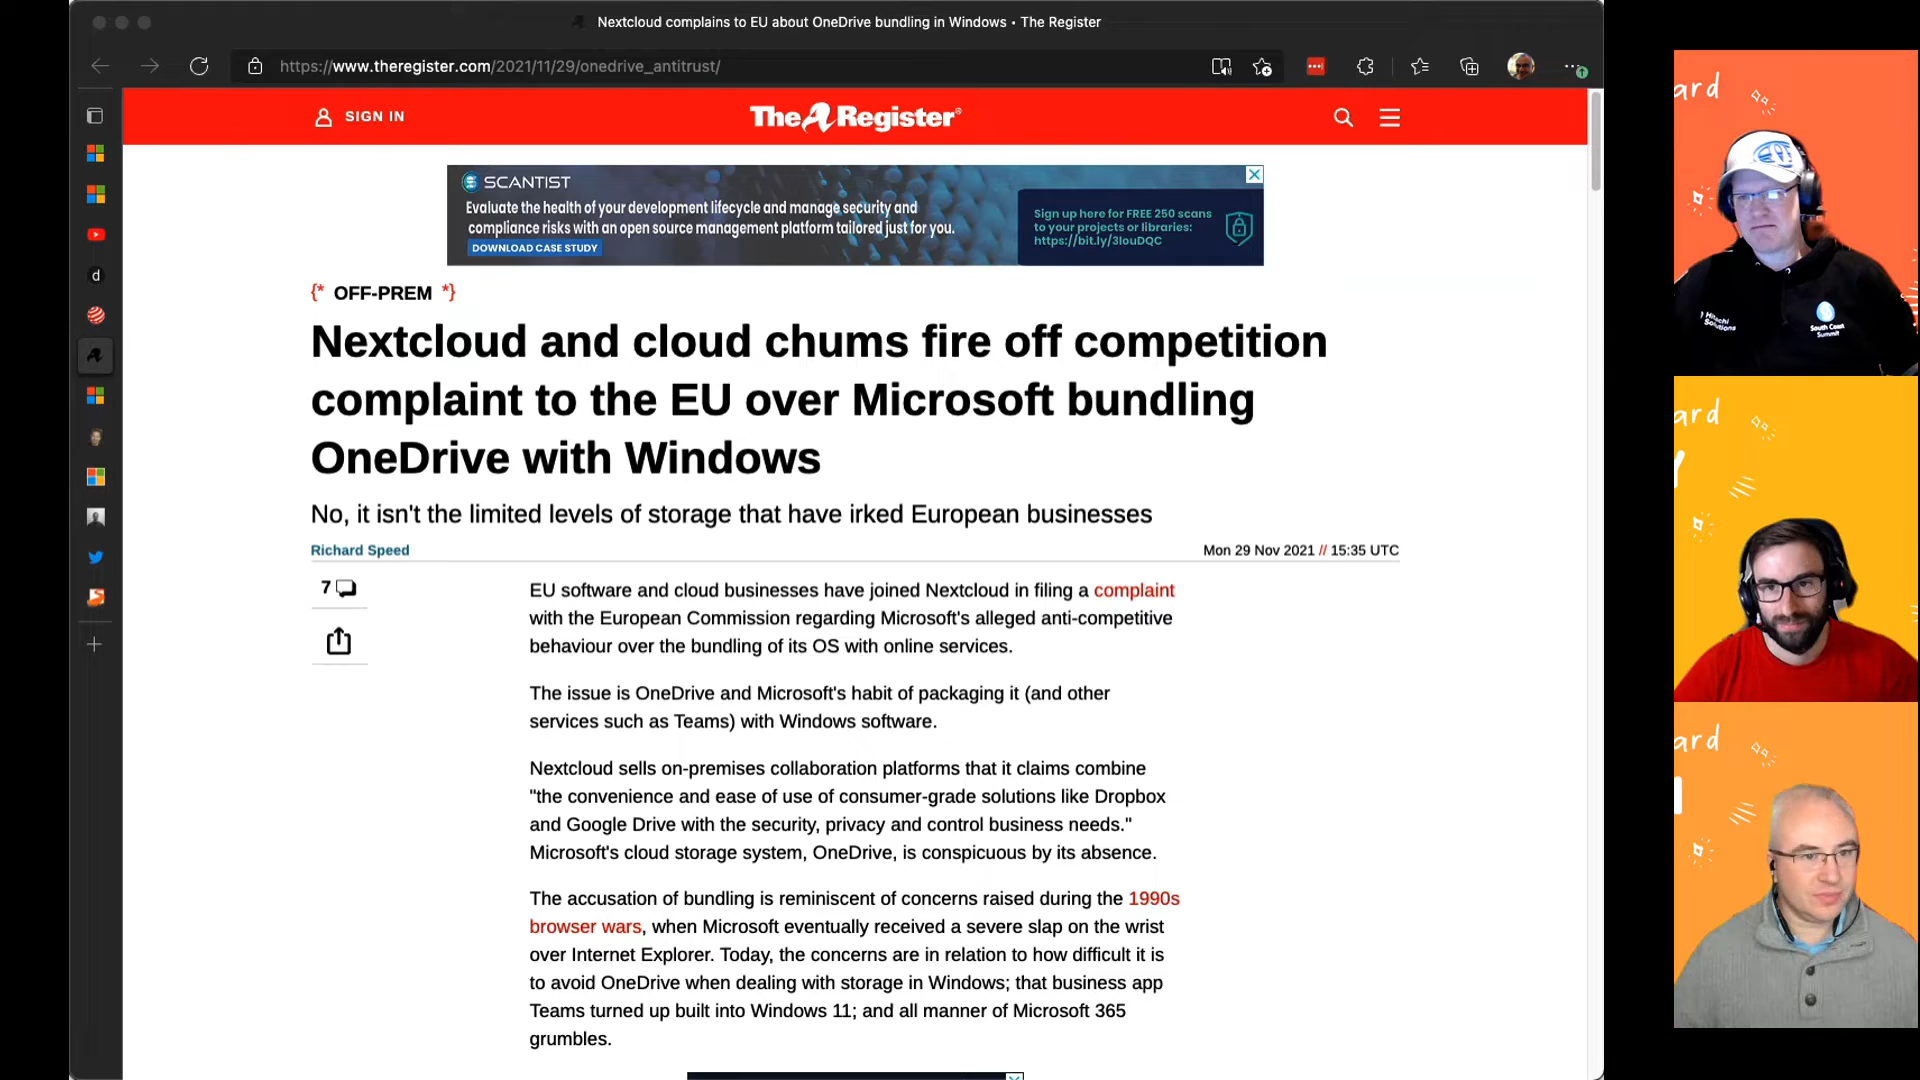 Nextcloud complains to EU about OneDrive bundling in Windows • The Register
https://www.theregister.com/2021/11/29/onedrive_antitrust/
SIGN IN
The Register
SCANTIST
Evaluate the health of your development lifecycle and manage security and
compliance risks with an open source management platform tailored just for you.
DOWNLOAD CASE STUDY
Sign up here for FREE 250 scans
to your projects or libraries:
https://bit.ly/3louDQC
{* OFF-PREM *}
Nextcloud and cloud chums fire off competition
complaint to the EU over Microsoft bundling
OneDrive with Windows
No, it isn't the limited levels of storage that have irked European businesses
Richard Speed
Mon 29 Nov 2021 // 15:35 UTC
7
EU software and cloud businesses have joined Nextcloud in filing a complaint
with the European Commission regarding Microsoft's alleged anti-competitive
behaviour over the bundling of its OS with online services.
The issue is OneDrive and Microsoft's habit of packaging it (and other
services such as Teams) with Windows software.
Nextcloud sells on-premises collaboration platforms that it claims combine
"the convenience and ease of use of consumer-grade solutions like Dropbox
and Google Drive with the security, privacy and control business needs."
Microsoft's cloud storage system, OneDrive, is conspicuous by its absence.
The accusation of bundling is reminiscent of concerns raised during the 1990s
browser wars, when Microsoft eventually received a severe slap on the wrist
over Internet Explorer. Today, the concerns are in relation to how difficult it is
to avoid OneDrive when dealing with storage in Windows; that business app
Teams turned up built into Windows 11; and all manner of Microsoft 365
grumbles.
ard
Solutions
South Coast
Summit
ard
ard